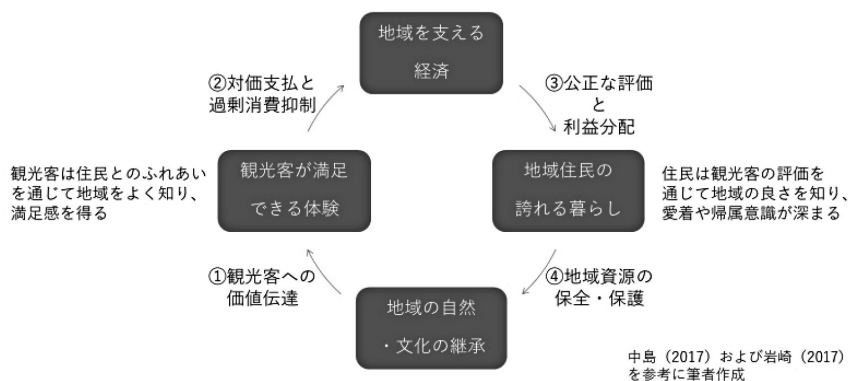 地域を支える
経済
②対価支払と
過剰消費抑制
③公正な評価
と
利益分配
観光客は住民とのふれあい
を通じて地域をよく知り、
満足感を得る
観光客が満足
できる体験
地域住民の
誇れる暮らし
住民は観光客の評価を
通じて地域の良さを知り、
愛着や帰属意識が深まる
①観光客への
価値伝達
④地域資源の
保全・保護
地域の自然
・文化の継承
中島（2017）および岩崎（2017）
を参考に筆者作成